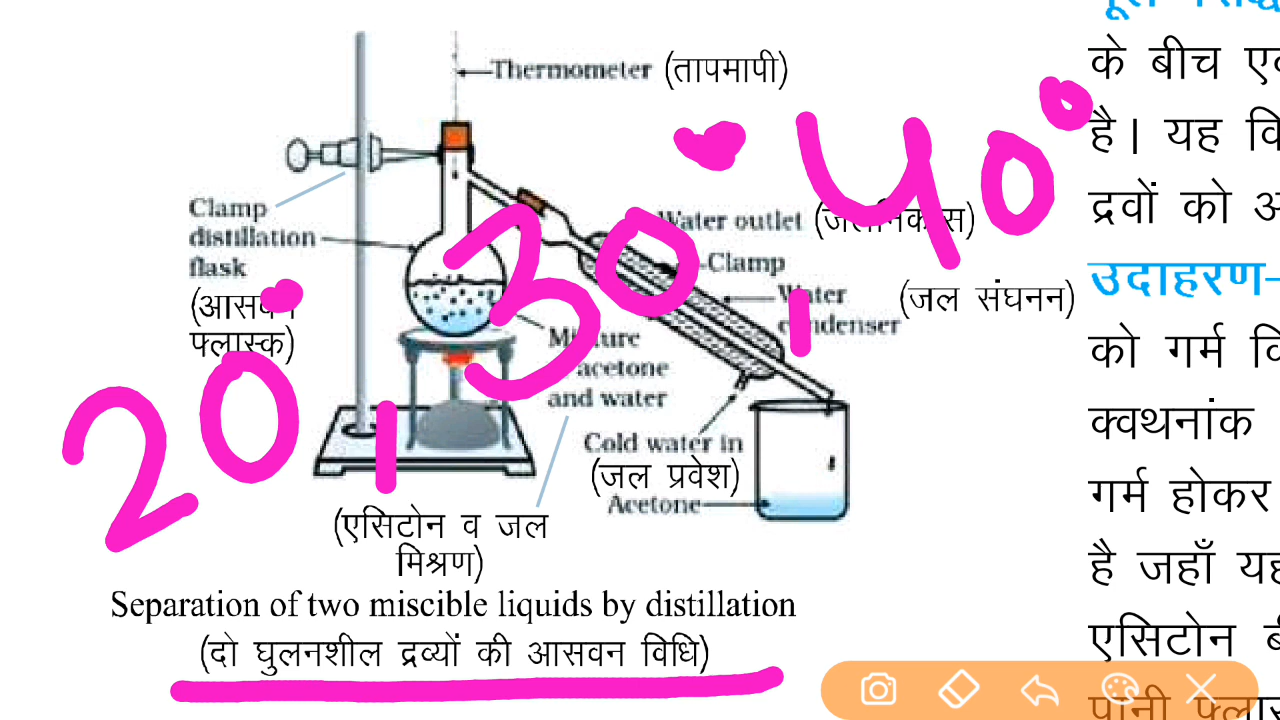 Thermometer (तापमापी)
Clamp
distillation
flask
(आसवन
फ्लास्क)
Water outlet (जल निकास)
Clamp
Water
condenser
(जल संघनन)
Mixture
acetone
and water
Cold water in
(जल प्रवेश)
Acetone
(एसिटोन व जल
मिश्रण)
Separation of two miscible liquids by distillation
(दो घुलनशील द्रव्यों की आसवन विधि)
20°, 30°, 40°
के बीच
है। यह
द्रवों को
उदाहरण–
को गर्म
क्वथनांक
गर्म होकर
है जहाँ यह
एसिटोन
पानी